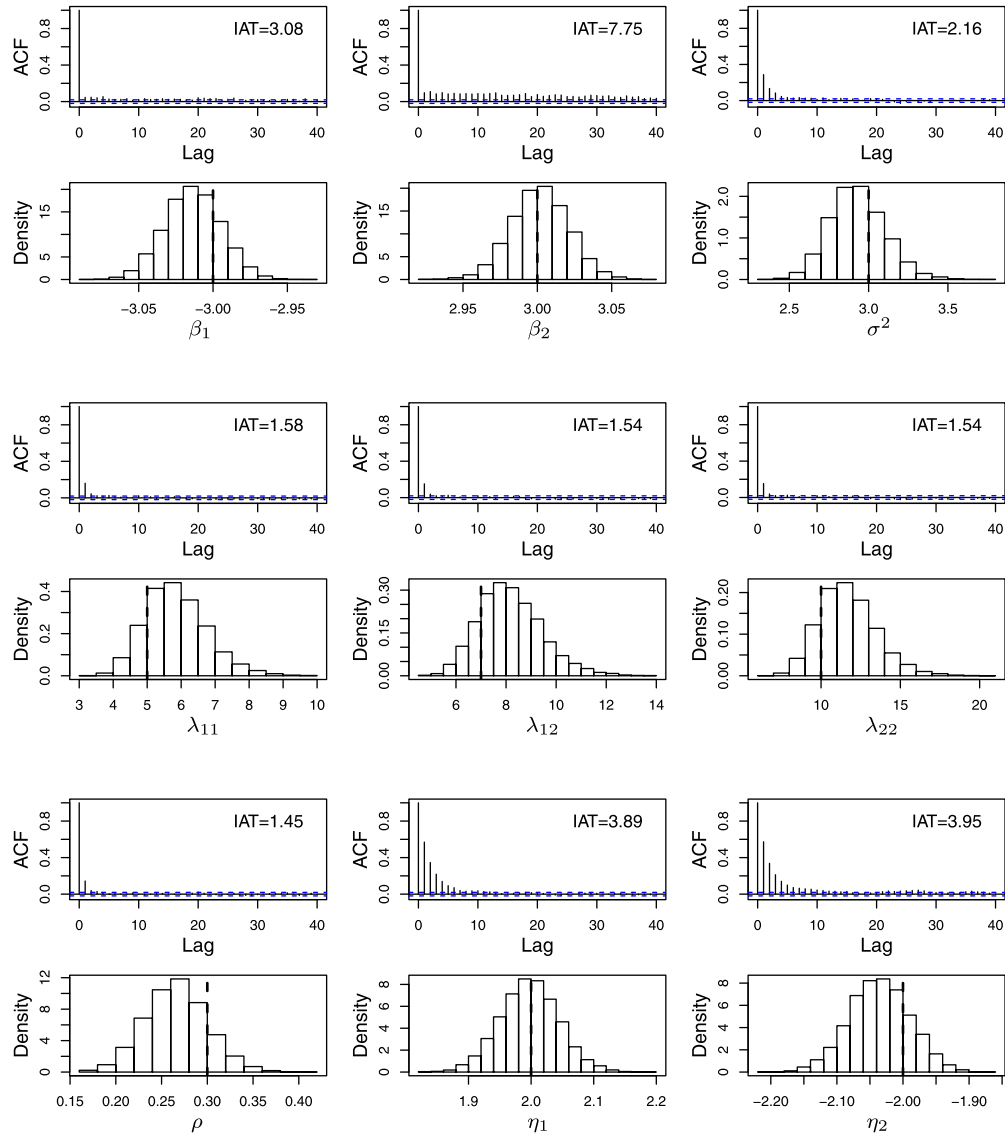 ACF
0.0
0.4
0.8
IAT=3.08
0 10 20 30 40
Lag
ACF
0.0
0.4
0.8
IAT=7.75
0 10 20 30 40
Lag
ACF
0.0
0.4
0.8
IAT=2.16
0 10 20 30 40
Lag
Density
0
5
15
−3.05 −3.00 −2.95
β1
Density
0
5
15
2.95 3.00 3.05
β2
Density
0.0
1.0
2.0
2.5 3.0 3.5
σ²
ACF
0.0
0.4
0.8
IAT=1.58
0 10 20 30 40
Lag
ACF
0.0
0.4
0.8
IAT=1.54
0 10 20 30 40
Lag
ACF
0.0
0.4
0.8
IAT=1.54
0 10 20 30 40
Lag
Density
0.0
0.2
0.4
3 4 5 6 7 8 9 10
λ11
Density
0.00
0.15
0.30
6 8 10 12 14
λ12
Density
0.00
0.10
0.20
10 15 20
λ22
ACF
0.0
0.4
0.8
IAT=1.45
0 10 20 30 40
Lag
ACF
0.0
0.4
0.8
IAT=3.89
0 10 20 30 40
Lag
ACF
0.0
0.4
0.8
IAT=3.95
0 10 20 30 40
Lag
Density
0
4
8
12
0.15 0.20 0.25 0.30 0.40
ρ
Density
0
2
4
6
8
1.9 2.0 2.1 2.2
η1
Density
0
2
4
6
8
−2.20 −2.10 −2.00 −1.90
η2